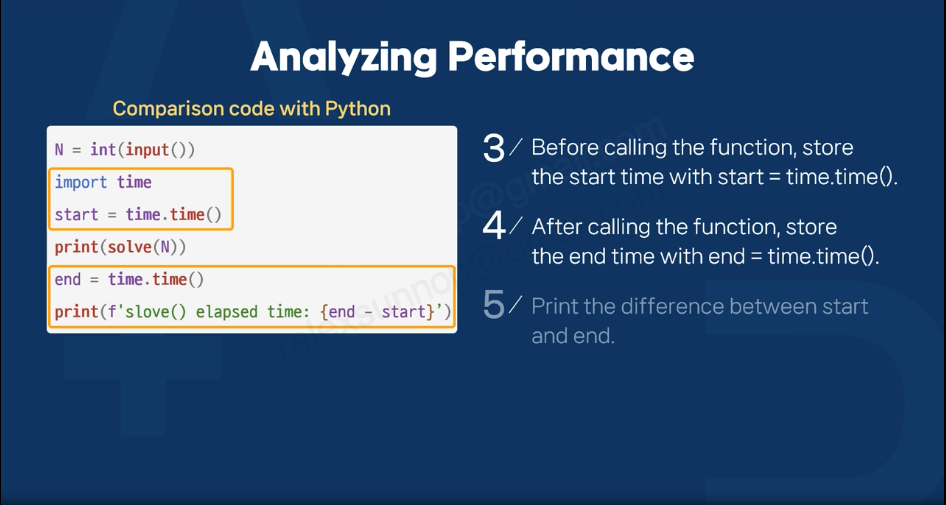 Analyzing Performance
Comparison code with Python
N = int(input())
import time
start = time.time()
print(solve(N))
end = time.time()
print(f'slove() elapsed time: {end - start}’)
3/ Before calling the function, store
the start time with start = time.time().
4/ After calling the function, store
the end time with end = time.time().
5/ Print the difference between start
and end.